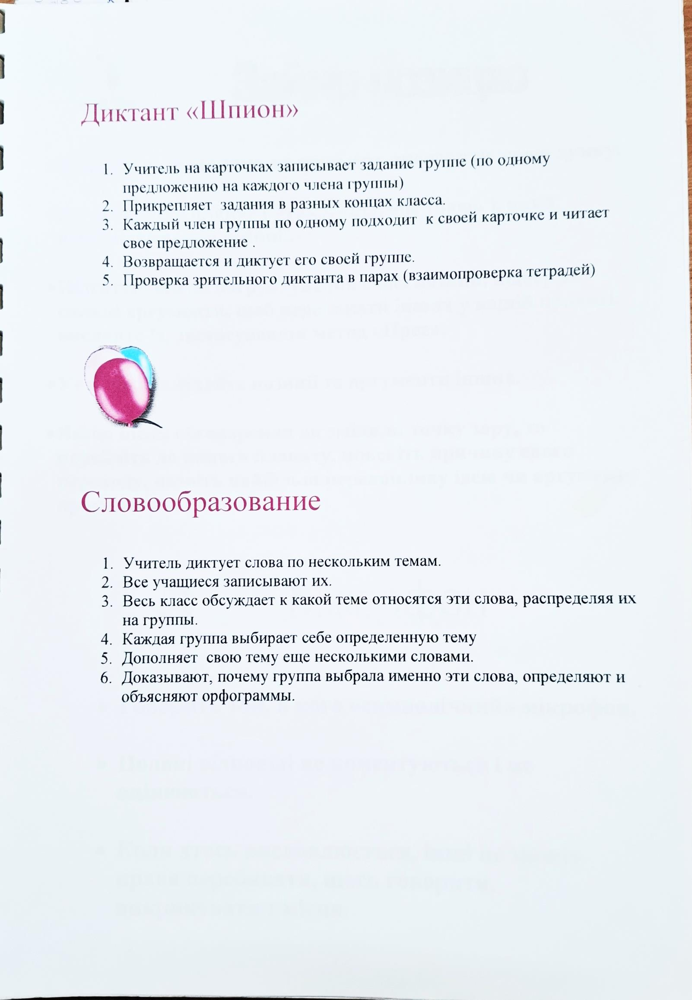 Диктант «Шпион»
1. Учитель на карточках записывает задание группе (по одному
предложению на каждого члена группы)
2. Прикрепляет задания в разных концах класса.
3. Каждый член группы по одному подходит к своей карточке и читает
свое предложение .
4. Возвращается и диктует его своей группе.
5. Проверка зрительного диктанта в парах (взаимопроверка тетрадей)
Словообразование
1. Учитель диктует слова по нескольким темам.
2. Все учащиеся записывают их.
3. Весь класс обсуждает к какой теме относятся эти слова, распределяя их
на группы.
4. Каждая группа выбирает себе определенную тему
5. Дополняет свою тему еще несколькими словами.
6. Доказывают, почему группа выбрала именно эти слова, определяют и
объясняют орфограммы.